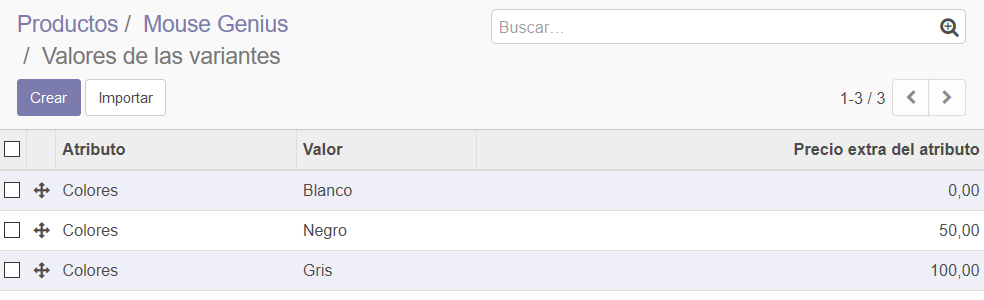 Productos / Mouse Genius
/ Valores de las variantes
Buscar...
Crear Importar
1-3 / 3
Atributo Valor Precio extra del atributo
Colores Blanco 0,00
Colores Negro 50,00
Colores Gris 100,00